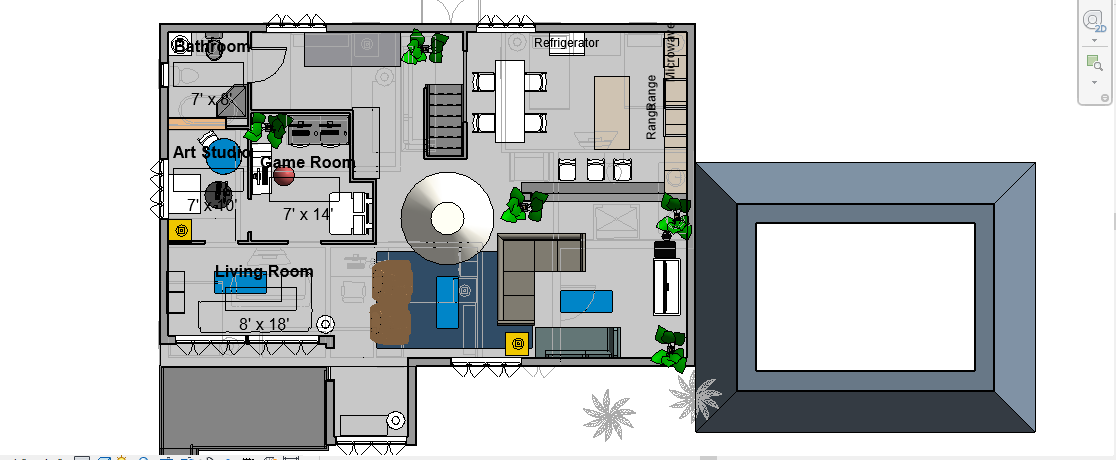 Bathroom
7' x 8'
Refrigerator
Microwave
Range
Range
Art Studio
7' x 10'
Game Room
7' x 14'
Living Room
8' x 18'
2D